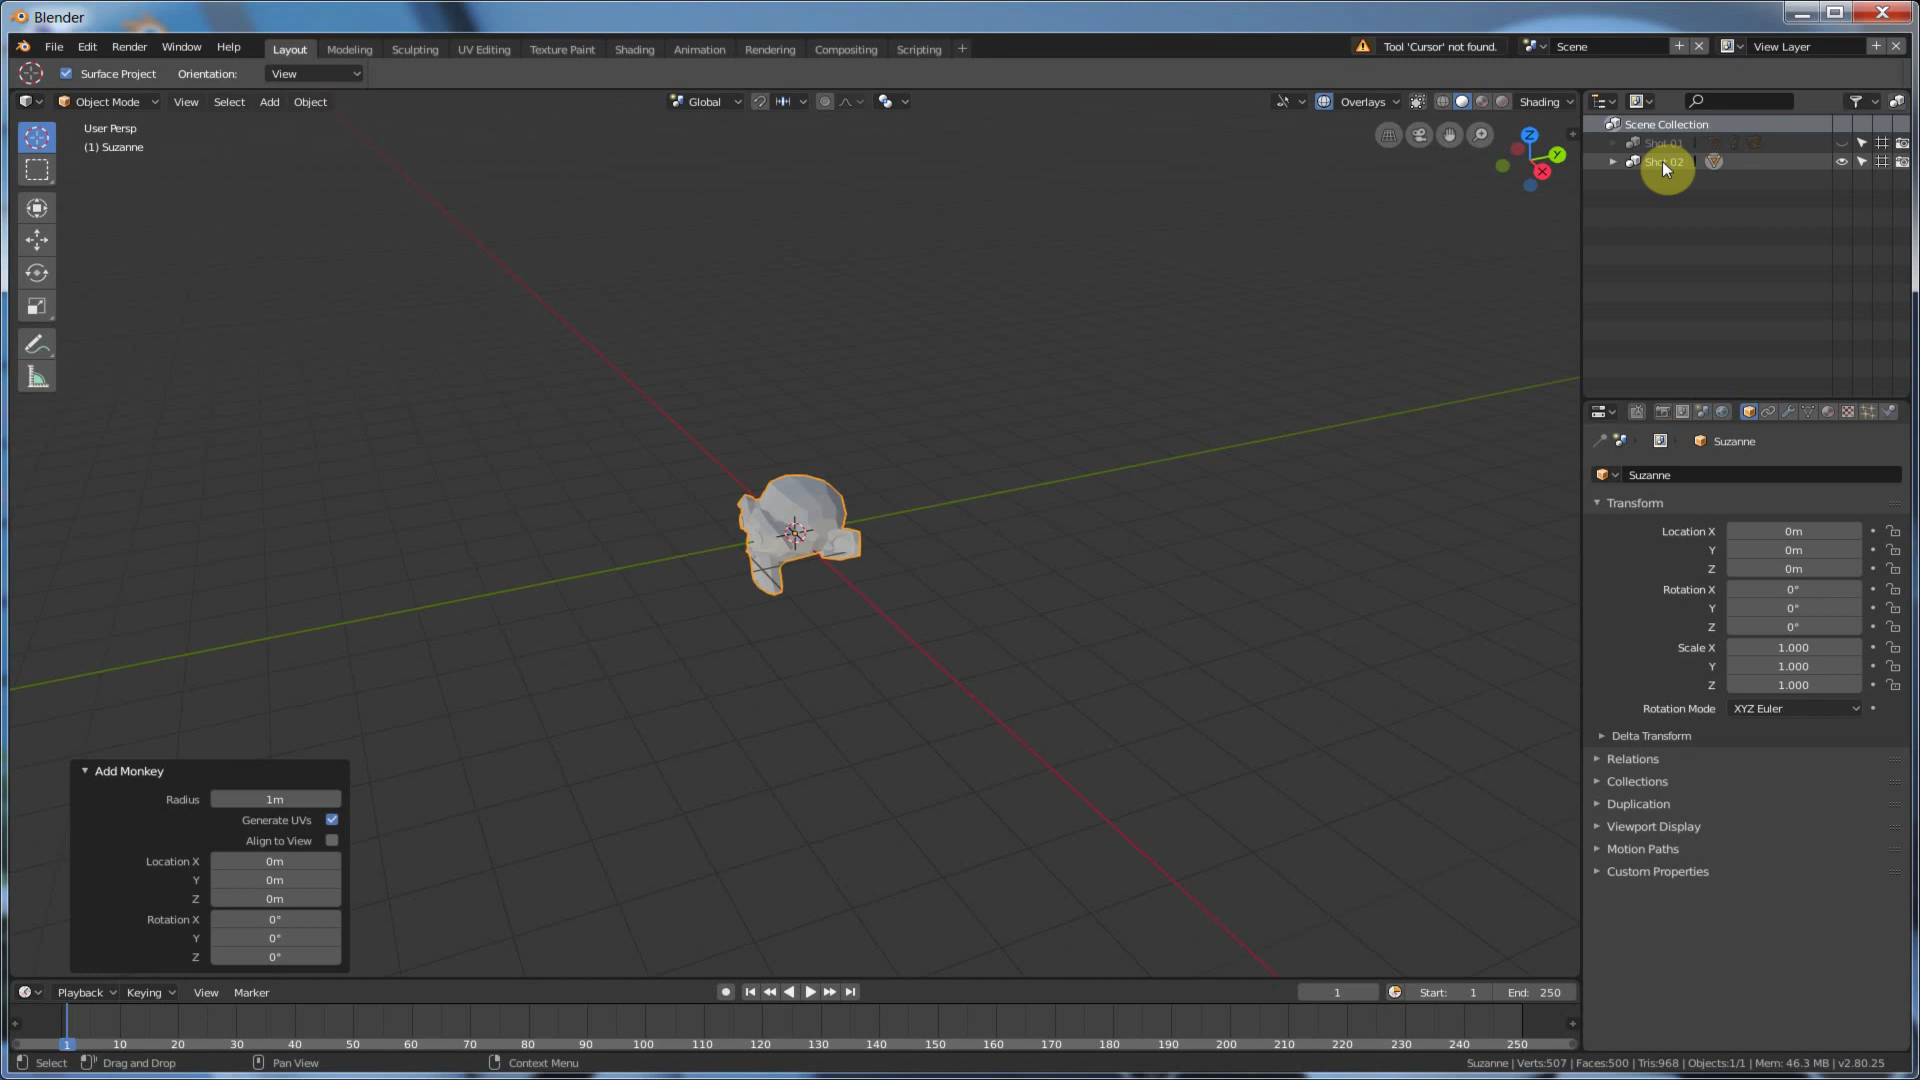 Blender
File Edit Render Window Help Layout Modeling Sculpting UV Editing Texture Paint Shading Animation Rendering Compositing Scripting Tool 'Cursor' not found. Scene View Layer
Surface Project Orientation: View
Object Mode View Select Add Object Global Overlays Shading
User Persp
(1) Suzanne
Z
Y
X
Scene Collection
Shot 01
Shot 02
Suzanne
Suzanne
Transform
Location X 0m
Y 0m
Z 0m
Rotation X 0°
Y 0°
Z 0°
Scale X 1.000
Y 1.000
Z 1.000
Rotation Mode XYZ Euler
Delta Transform
Relations
Collections
Duplication
Viewport Display
Motion Paths
Custom Properties
Add Monkey
Radius 1m
Generate UVs
Align to View
Location X 0m
Y 0m
Z 0m
Rotation X 0°
Y 0°
Z 0°
Playback Keying View Marker 1 Start: 1 End: 250
1 10 20 30 40 50 60 70 80 90 100 110 120 130 140 150 160 170 180 190 200 210 220 230 240 250
Select Drag and Drop Pan View Context Menu Suzanne | Verts:507 | Faces:500 | Tris:968 | Objects:1/1 | Mem: 46.3 MB | v2.80.25